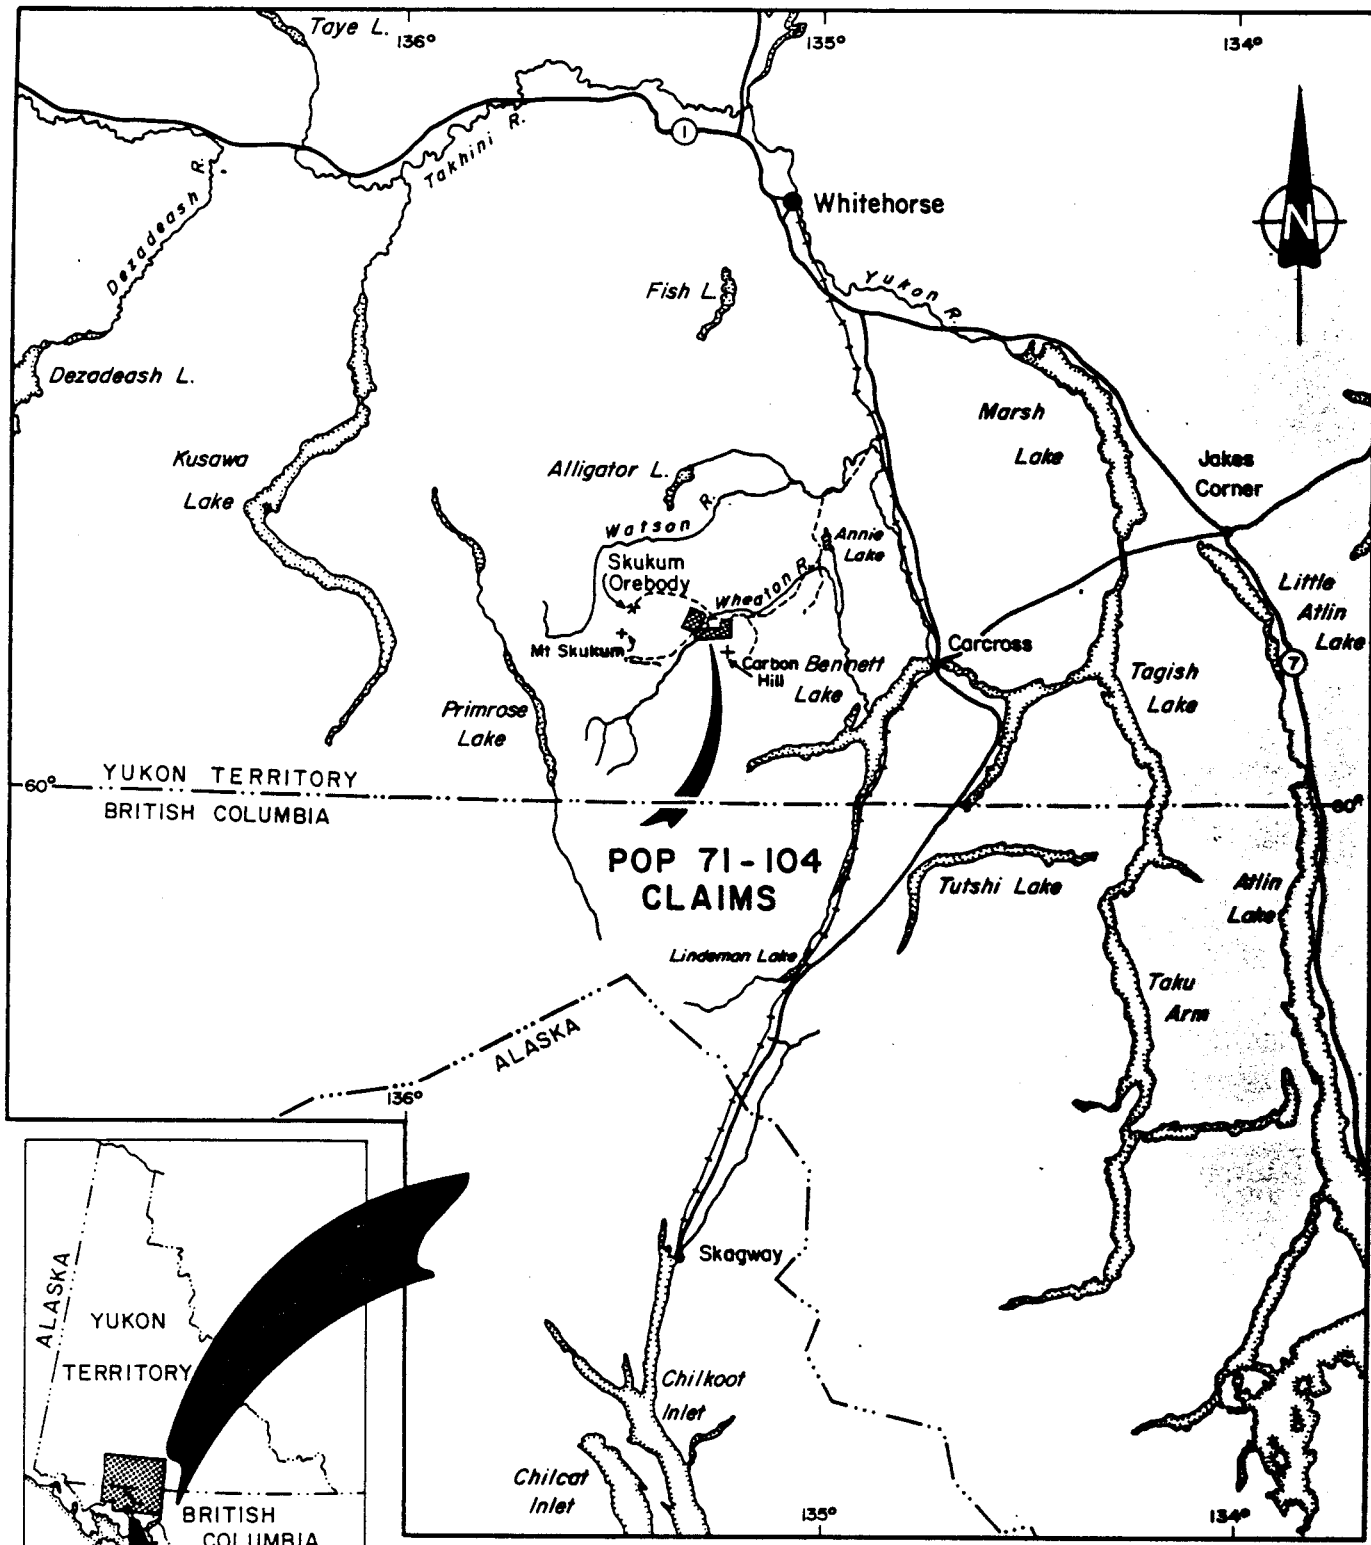 Taye L.
136°
135°
134°
1
Takhini R.
Dezadeash R.
Whitehorse
N
Yukon R.
Fish L.
Dezadeash L.
Marsh
Lake
Kusawa
Lake
Alligator L.
Jakes
Corner
Watson R.
Annie
Lake
Skukum
Orebody
Wheaton R.
Little
Atlin
Lake
Mt Skukum
Carbon
Hill
Bennett
Lake
Carcross
7
Tagish
Lake
Primrose
Lake
YUKON TERRITORY
60°
60°
BRITISH COLUMBIA
POP 71-104
CLAIMS
Tutshi Lake
Atlin
Lake
Lindeman Lake
Taku
Arm
ALASKA
136°
Skagway
ALASKA
YUKON
TERRITORY
Chilkoot
Inlet
Chilcat
Inlet
BRITISH
COLUMBIA
135°
134°